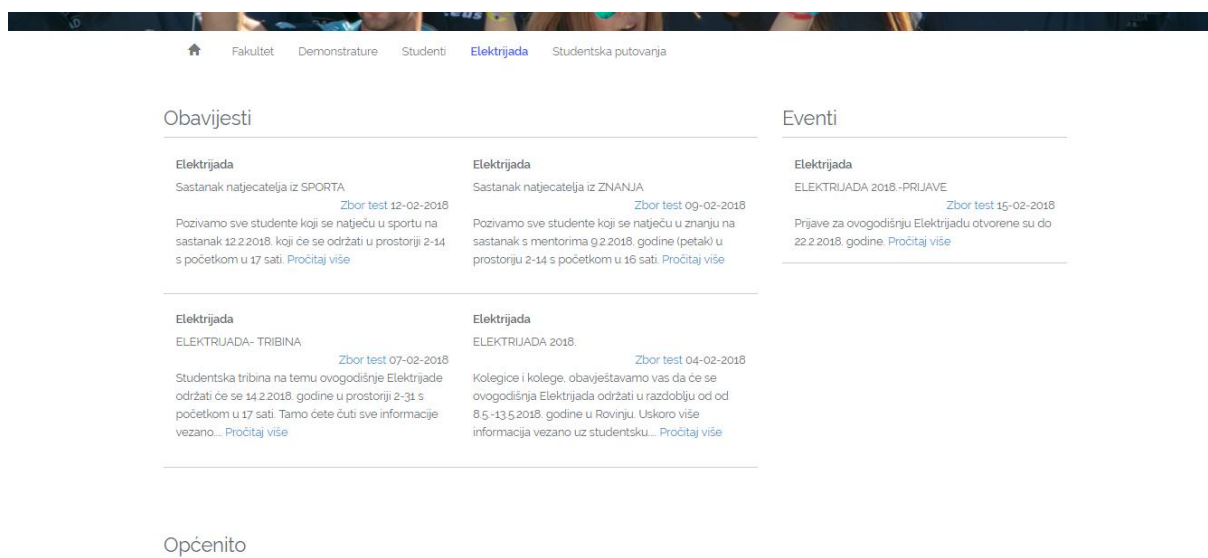 Fakultet Demonstrature Studenti Elektrijada Studentska putovanja
Obavijesti
Elektrijada
Sastanak natjecatelja iz SPORTA
Zbor test 12-02-2018
Pozivamo sve studente koji se natječu u sportu na
sastanak 12.2.2018. koji će se održati u prostoriji 2-14
s početkom u 17 sati. Pročitaj više
Elektrijada
Sastanak natjecatelja iz ZNANJA
Zbor test 09-02-2018
Pozivamo sve studente koji se natječu u znanju na
sastanak s mentorima 9.2.2018. godine (petak) u
prostoriju 2-14 s početkom u 16 sati. Pročitaj više
Elektrijada
ELEKTRIJADA- TRIBINA
Zbor test 07-02-2018
Studentska tribina na temu ovogodišnje Elektrijade
održati će se 14.2.2018. godine u prostoriji 2-31 s
početkom u 17 sati. Tamo ćete čuti sve informacije
vezano.... Pročitaj više
Elektrijada
ELEKTRIJADA 2018.
Zbor test 04-02-2018
Kolegice i kolege, obavještavamo vas da će se
ovogodišnja Elektrijada održati u razdoblju od od
8.5.-13.5.2018. godine u Rovinju. Uskoro više
informacija vezano uz studentsku.... Pročitaj više
Eventi
Elektrijada
ELEKTRIJADA 2018.-PRIJAVE
Zbor test 15-02-2018
Prijave za ovogodišnju Elektrijadu otvorene su do
22.2.2018. godine. Pročitaj više
Općenito